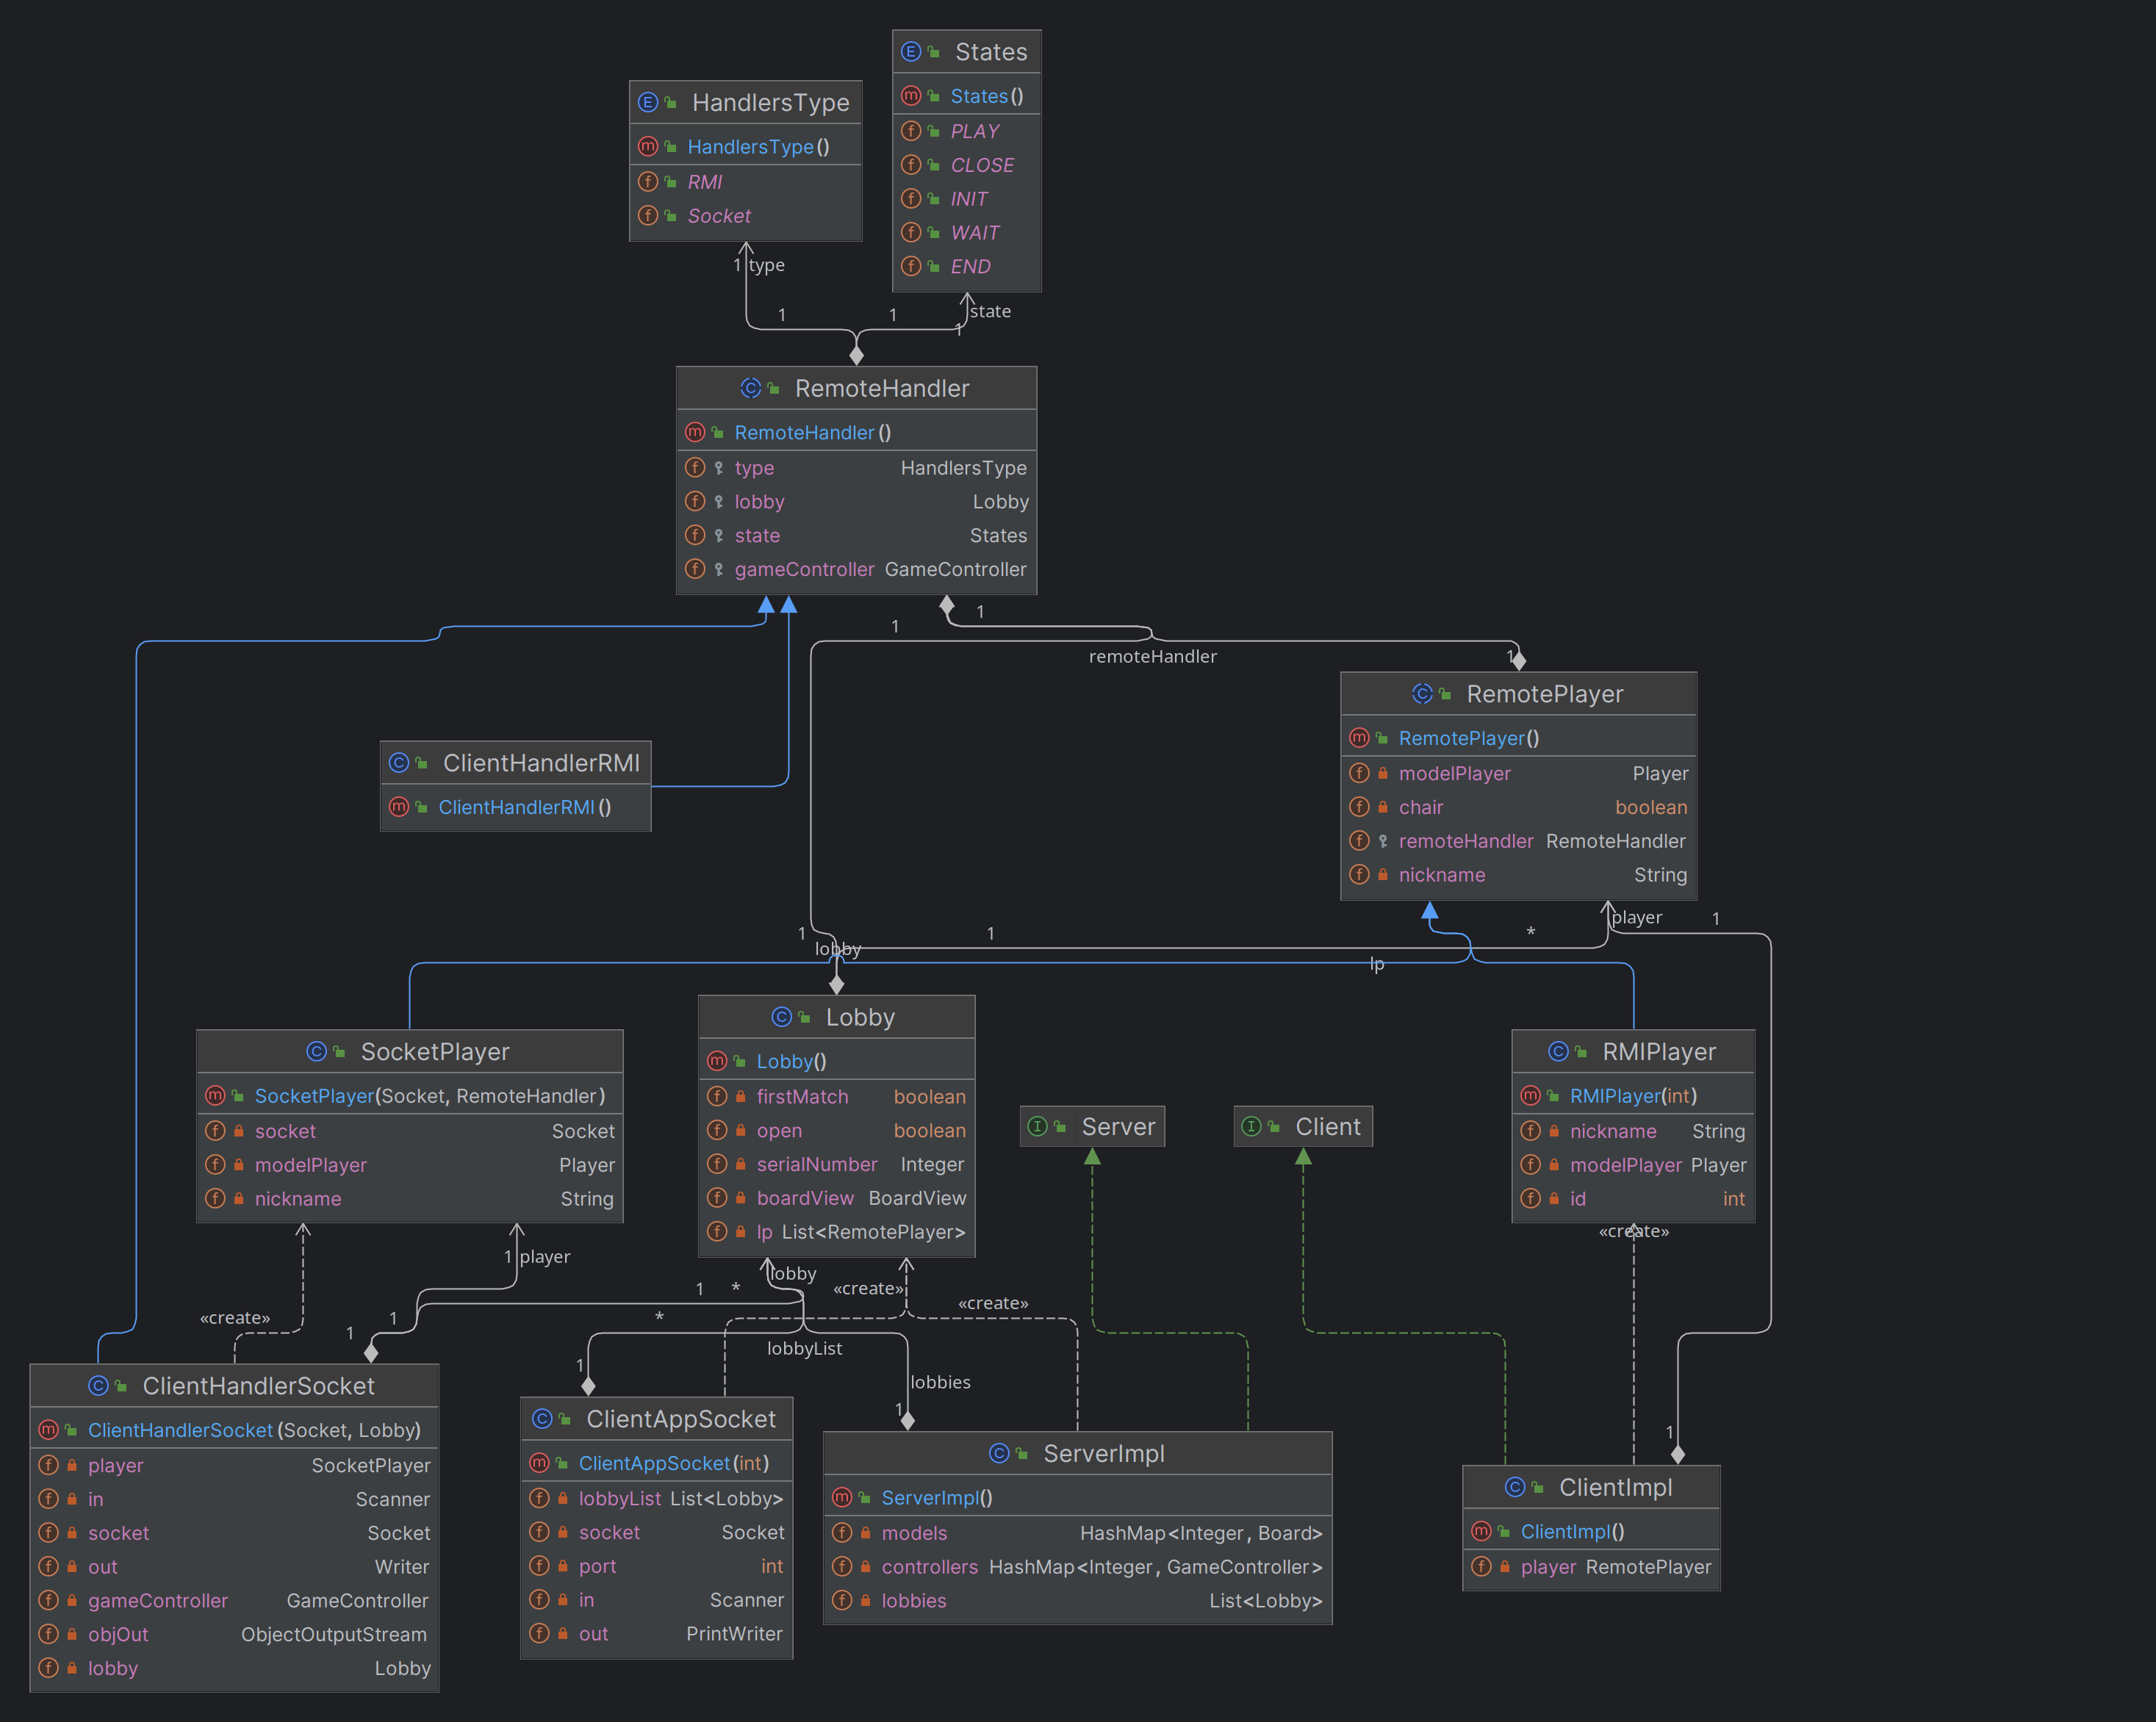 States
States()
PLAY
CLOSE
INIT
WAIT
END
HandlersType
HandlersType()
RMI
Socket
1 type
1
1
state
1
RemoteHandler
RemoteHandler()
type HandlersType
lobby Lobby
state States
gameController GameController
1
1
remoteHandler
1
RemotePlayer
RemotePlayer()
modelPlayer Player
chair boolean
remoteHandler RemoteHandler
nickname String
ClientHandlerRMI
ClientHandlerRMI()
1
lobby
1
*
player
1
lp
SocketPlayer
SocketPlayer(Socket, RemoteHandler)
socket Socket
modelPlayer Player
nickname String
Lobby
Lobby()
firstMatch boolean
open boolean
serialNumber Integer
boardView BoardView
lp List<RemotePlayer>
Server
Client
RMIPlayer
RMIPlayer(int)
nickname String
modelPlayer Player
id int
«create»
1 player
lobby
«create»
«create»
1
*
«create»
1
*
1
lobbyList
1
lobbies
1
1
ClientHandlerSocket
ClientHandlerSocket(Socket, Lobby)
player SocketPlayer
in Scanner
socket Socket
out Writer
gameController GameController
objOut ObjectOutputStream
lobby Lobby
ClientAppSocket
ClientAppSocket(int)
lobbyList List<Lobby>
socket Socket
port int
in Scanner
out PrintWriter
ServerImpl
ServerImpl()
models HashMap<Integer, Board>
controllers HashMap<Integer, GameController>
lobbies List<Lobby>
ClientImpl
ClientImpl()
player RemotePlayer